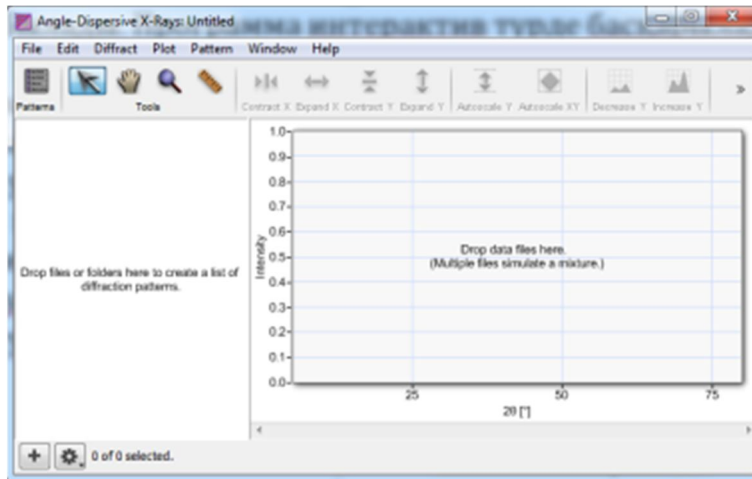 Angle-Dispersive X-Rays: Untitled
File Edit Diffract Plot Pattern Window Help
Patterns Tools Contract X Expand X Contract Y Expand Y Autoscale Y Autoscale XY Decrease Y Increase Y »
Drop files or folders here to create a list of
diffraction patterns.
Intensity
1.0
0.9
0.8
0.7
0.6
0.5
0.4
0.3
0.2
0.1
0.0
Drop data files here.
(Multiple files simulate a mixture.)
25 50 75
2θ [°]
0 of 0 selected.